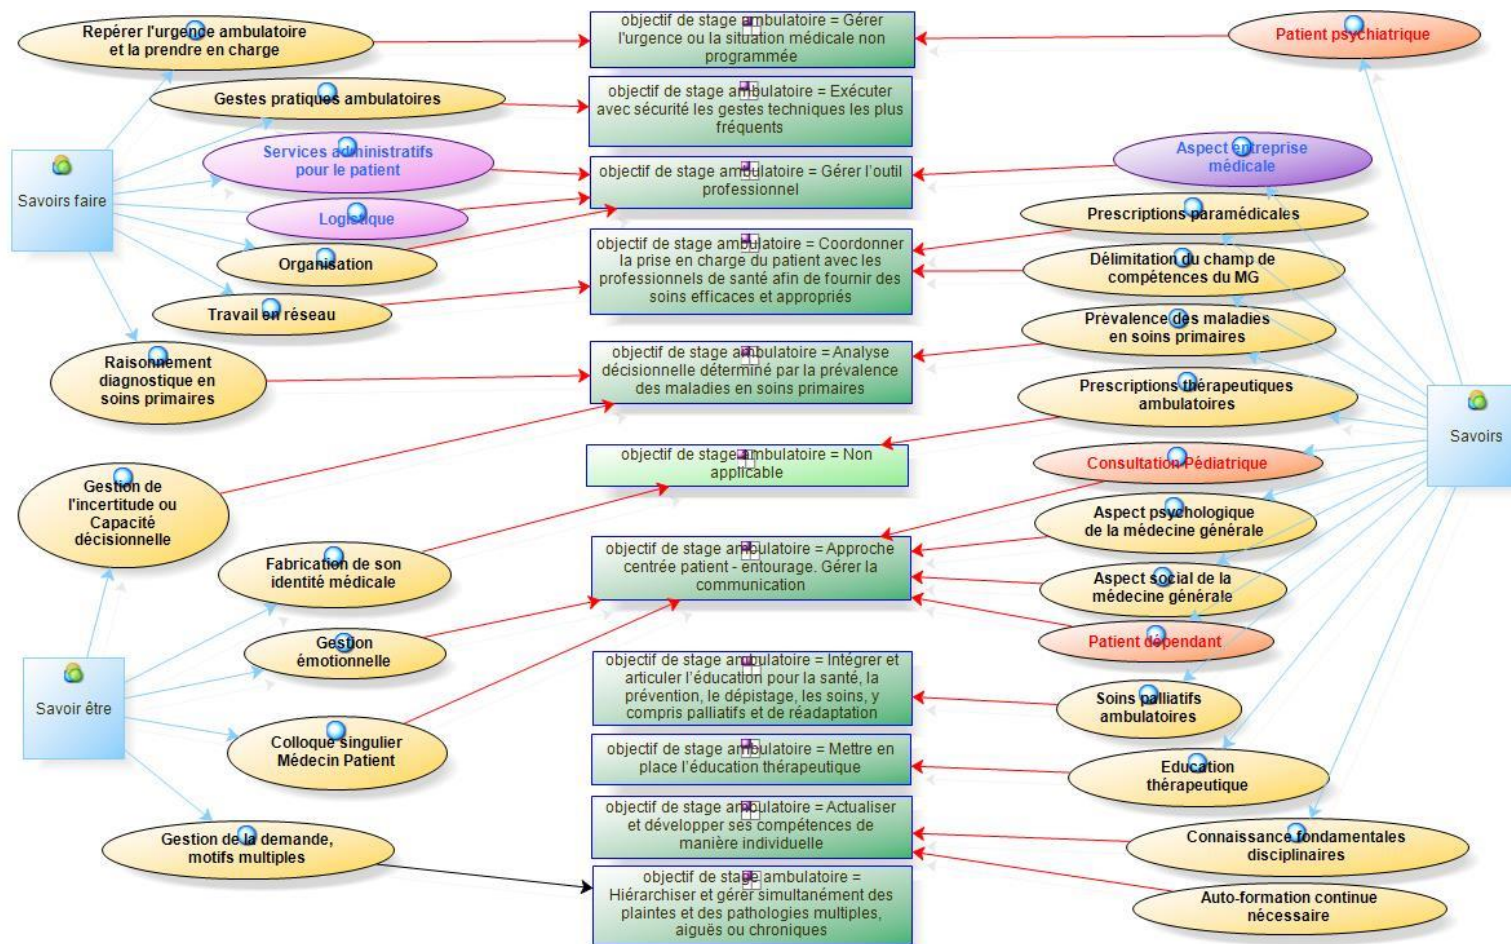 Repérer l'urgence ambulatoire
et la prendre en charge
Gestes pratiques ambulatoires
Services administratifs
pour le patient
Savoirs faire
Logistique
Organisation
Travail en réseau
Raisonnement
diagnostique en
soins primaires
Gestion de
l'incertitude ou
Capacité
décisionnelle
Fabrication de son
identité médicale
Gestion
émotionnelle
Savoir être
Colloque singulier
Médecin Patient
Gestion de la demande,
motifs multiples
objectif de stage ambulatoire = Gérer
l'urgence ou la situation médicale non
programmée
objectif de stage ambulatoire = Exécuter
avec sécurité les gestes techniques les plus
fréquents
objectif de stage ambulatoire = Gérer l'outil
professionnel
objectif de stage ambulatoire = Coordonner
la prise en charge du patient avec les
professionnels de santé afin de fournir des
soins efficaces et appropriés
objectif de stage ambulatoire = Analyse
décisionnelle déterminé par la prévalence
des maladies en soins primaires
objectif de stage ambulatoire = Non
applicable
objectif de stage ambulatoire = Approche
centrée patient - entourage. Gérer la
communication
objectif de stage ambulatoire = Intégrer et
articuler l'éducation pour la santé, la
prévention, le dépistage, les soins, y
compris palliatifs et de réadaptation
objectif de stage ambulatoire = Mettre en
place l'éducation thérapeutique
objectif de stage ambulatoire = Actualiser
et développer ses compétences de
manière individuelle
objectif de stage ambulatoire =
Hiérarchiser et gérer simultanément des
plaintes et des pathologies multiples,
aiguës ou chroniques
Patient psychiatrique
Aspect entreprise
médicale
Prescriptions paramédicales
Délimitation du champ de
compétences du MG
Prévalence des maladies
en soins primaires
Prescriptions thérapeutiques
ambulatoires
Savoirs
Consultation Pédiatrique
Aspect psychologique
de la médecine générale
Aspect social de la
médecine générale
Patient dépendant
Soins palliatifs
ambulatoires
Education
thérapeutique
Connaissance fondamentales
disciplinaires
Auto-formation continue
nécessaire